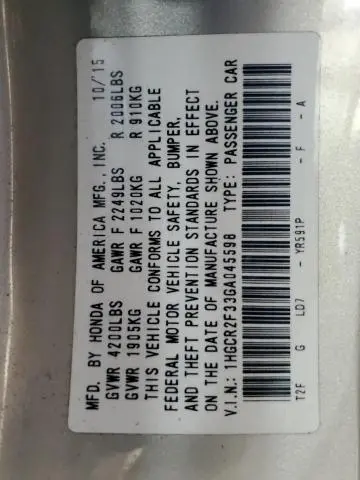 MFD. BY HONDA OF AMERICA MFG., INC. 10/15
GVWR 4200LBS GAWR F 2249LBS R 2006LBS
GVWR 1905KG GAWR F 1020KG R 910KG
THIS VEHICLE CONFORMS TO ALL APPLICABLE
FEDERAL MOTOR VEHICLE SAFETY, BUMPER,
AND THEFT PREVENTION STANDARDS IN EFFECT
ON THE DATE OF MANUFACTURE SHOWN ABOVE.
V.I.N.: 1HGCR2F33GA045598 TYPE: PASSENGER CAR
T2F G LD7 - YR591P - F - A